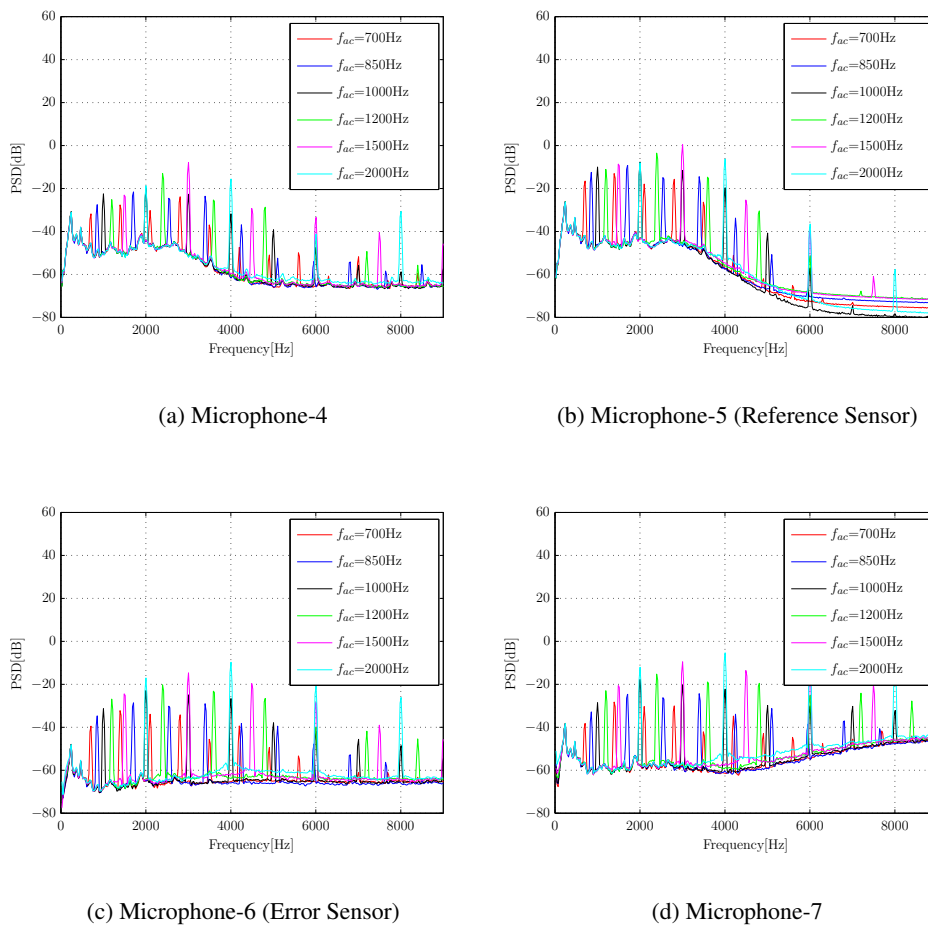 60
40
20
0
−20
−40
−60
−80
PSD[dB]
0 2000 4000 6000 8000
Frequency[Hz]
f_ac=700Hz
f_ac=850Hz
f_ac=1000Hz
f_ac=1200Hz
f_ac=1500Hz
f_ac=2000Hz
(a) Microphone-4
60
40
20
0
−20
−40
−60
−80
PSD[dB]
0 2000 4000 6000 8000
Frequency[Hz]
f_ac=700Hz
f_ac=850Hz
f_ac=1000Hz
f_ac=1200Hz
f_ac=1500Hz
f_ac=2000Hz
(b) Microphone-5 (Reference Sensor)
60
40
20
0
−20
−40
−60
−80
PSD[dB]
0 2000 4000 6000 8000
Frequency[Hz]
f_ac=700Hz
f_ac=850Hz
f_ac=1000Hz
f_ac=1200Hz
f_ac=1500Hz
f_ac=2000Hz
(c) Microphone-6 (Error Sensor)
60
40
20
0
−20
−40
−60
−80
PSD[dB]
0 2000 4000 6000 8000
Frequency[Hz]
f_ac=700Hz
f_ac=850Hz
f_ac=1000Hz
f_ac=1200Hz
f_ac=1500Hz
f_ac=2000Hz
(d) Microphone-7